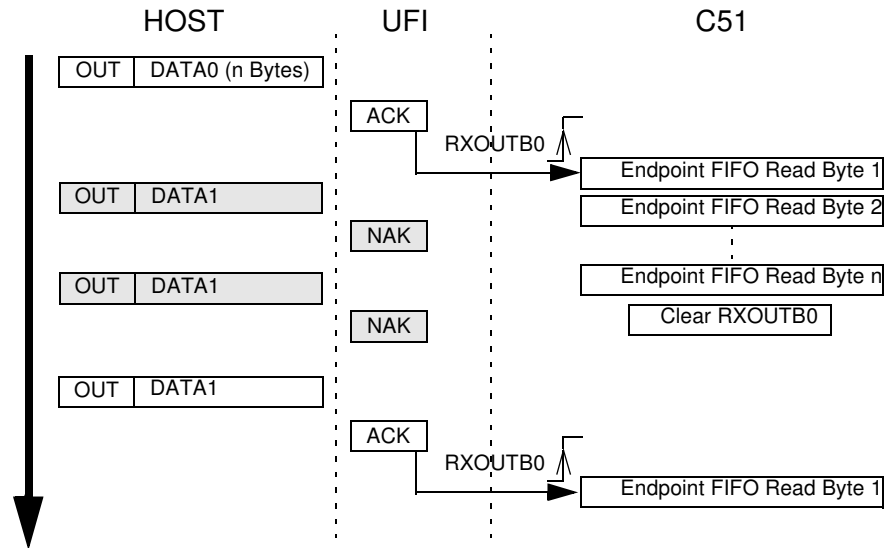 HOST UFI C51
OUT DATA0 (n Bytes)
ACK
RXOUTB0
Endpoint FIFO Read Byte 1
OUT DATA1
Endpoint FIFO Read Byte 2
NAK
OUT DATA1
Endpoint FIFO Read Byte n
NAK
Clear RXOUTB0
OUT DATA1
ACK
RXOUTB0
Endpoint FIFO Read Byte 1